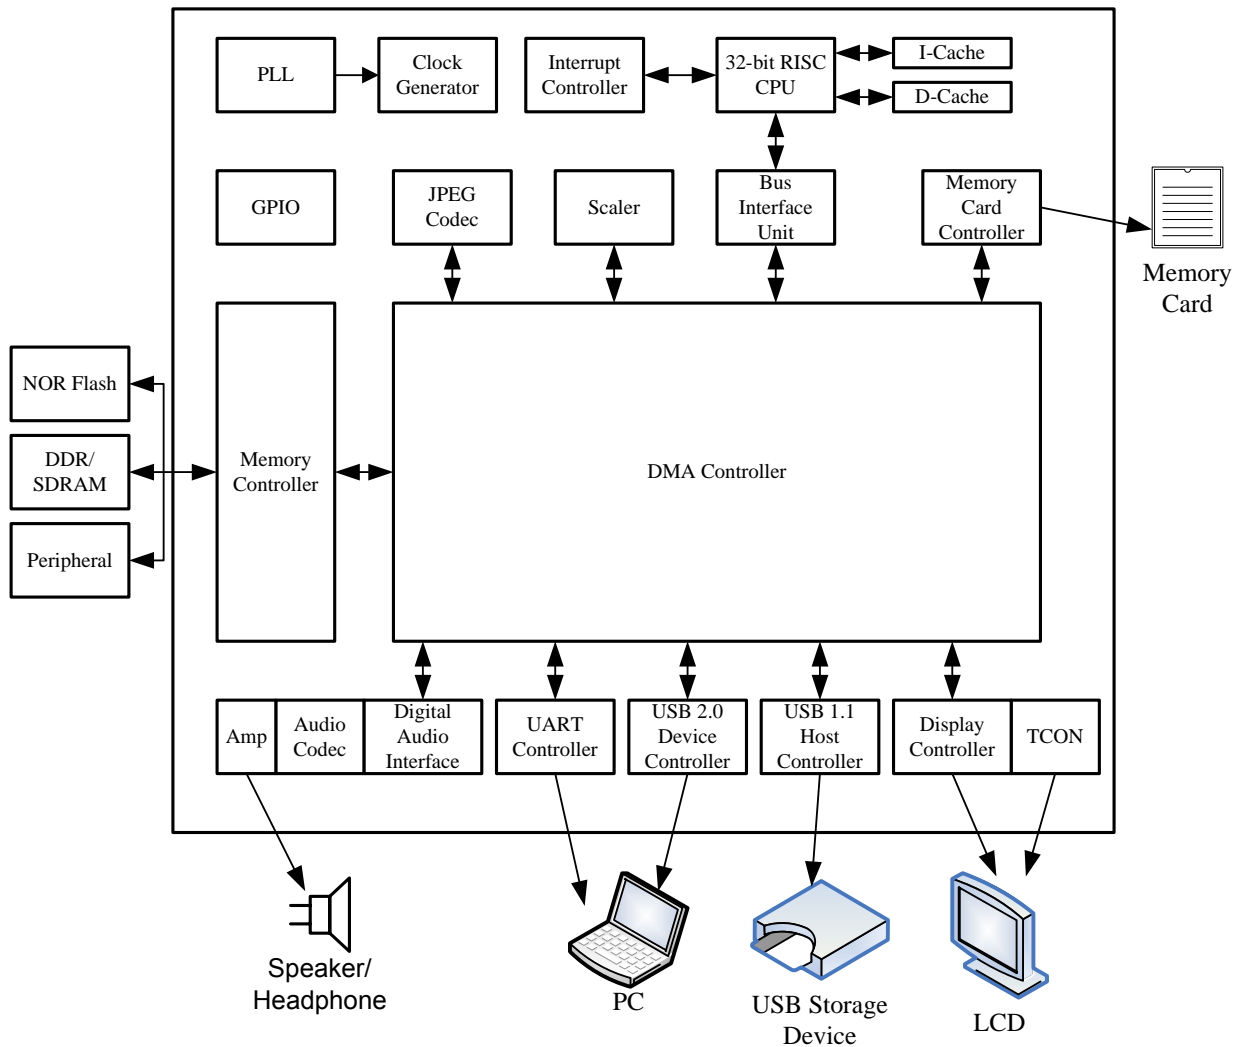 PLL
Clock
Generator
Interrupt
Controller
32-bit RISC
CPU
I-Cache
D-Cache
GPIO
JPEG
Codec
Scaler
Bus
Interface
Unit
Memory
Card
Controller
Memory
Card
NOR Flash
DDR/
SDRAM
Peripheral
Memory
Controller
DMA Controller
Amp
Audio
Codec
Digital
Audio
Interface
UART
Controller
USB 2.0
Device
Controller
USB 1.1
Host
Controller
Display
Controller
TCON
Speaker/
Headphone
PC
USB Storage
Device
LCD